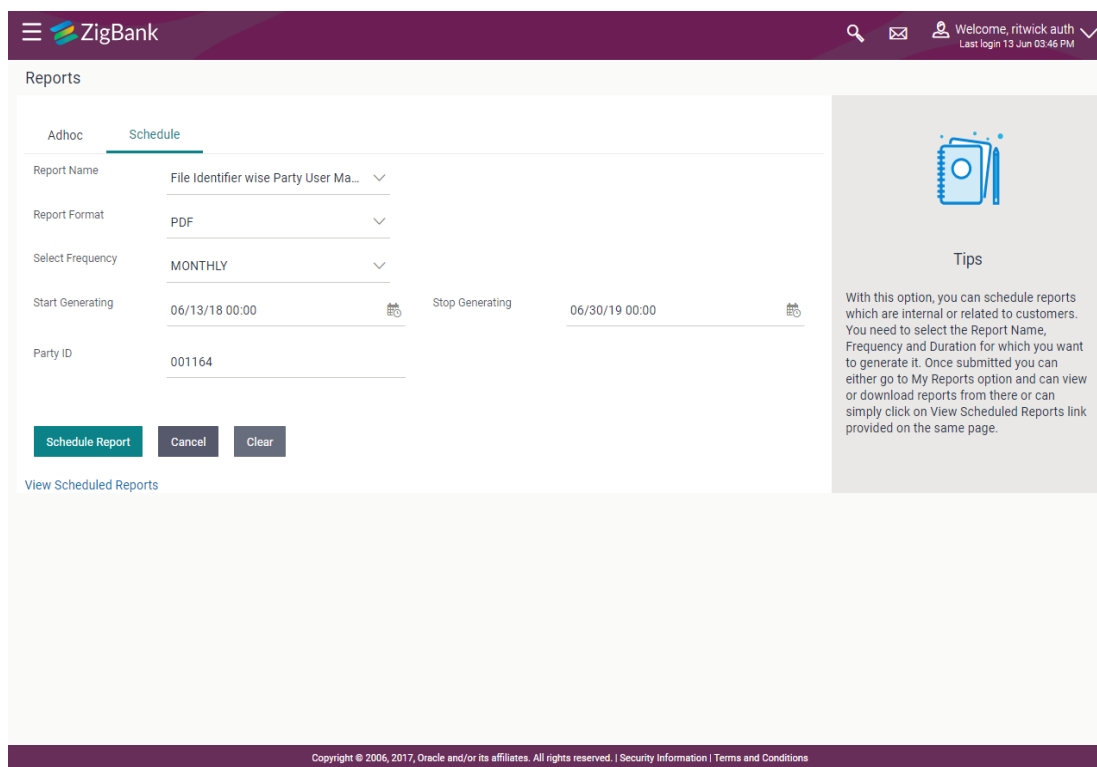 ZigBank
Welcome, ritwick auth
Last login 13 Jun 03:46 PM
Reports
Adhoc
Schedule
Report Name
File Identifier wise Party User Ma...
Report Format
PDF
Select Frequency
MONTHLY
Start Generating
06/13/18 00:00
Stop Generating
06/30/19 00:00
Party ID
001164
Schedule Report
Cancel
Clear
View Scheduled Reports
Tips
With this option, you can schedule reports
which are internal or related to customers.
You need to select the Report Name,
Frequency and Duration for which you want
to generate it. Once submitted you can
either go to My Reports option and can view
or download reports from there or can
simply click on View Scheduled Reports link
provided on the same page.
Copyright © 2006, 2017, Oracle and/or its affiliates. All rights reserved. | Security Information | Terms and Conditions